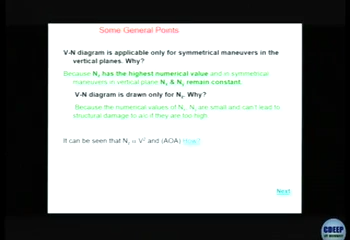 Some General Points
V-N diagram is applicable only for symmetrical maneuvers in the
vertical planes. Why?
Because Nz has the highest numerical value and in symmetrical
maneuvers in vertical plane Nx & Ny remain constant.
V-N diagram is drawn only for Nz. Why?
Because the numerical values of Nx, Ny are small and can't lead to
structural damage to a/c if they are too high
It can be seen that Nz ∝ V² and (AOA)
Next
CDEEP
IIT BOMBAY